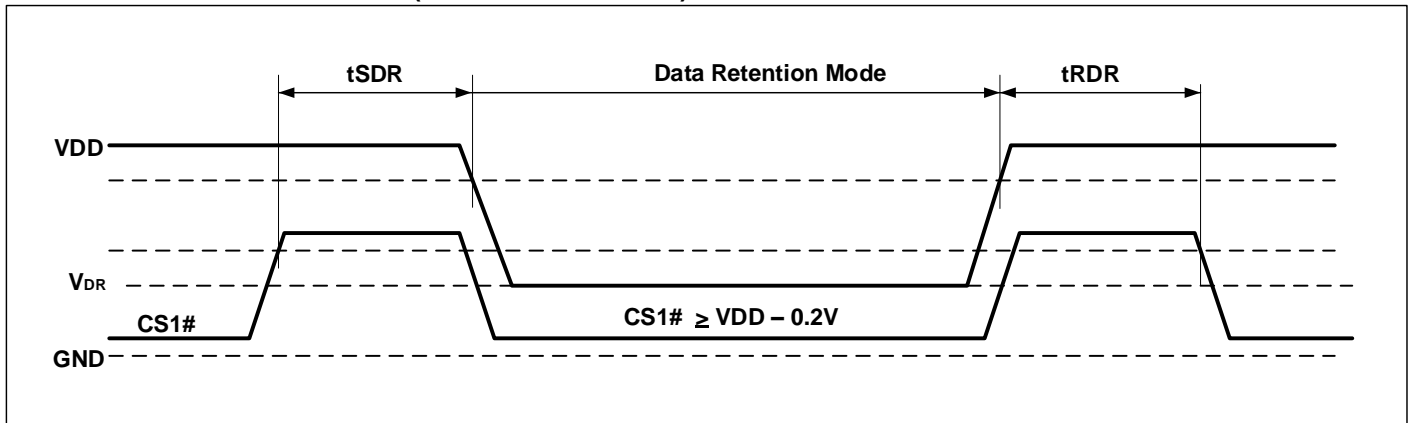 tSDR
Data Retention Mode
tRDR
VDD
VDR
CS1#
CS1# ≥ VDD – 0.2V
GND